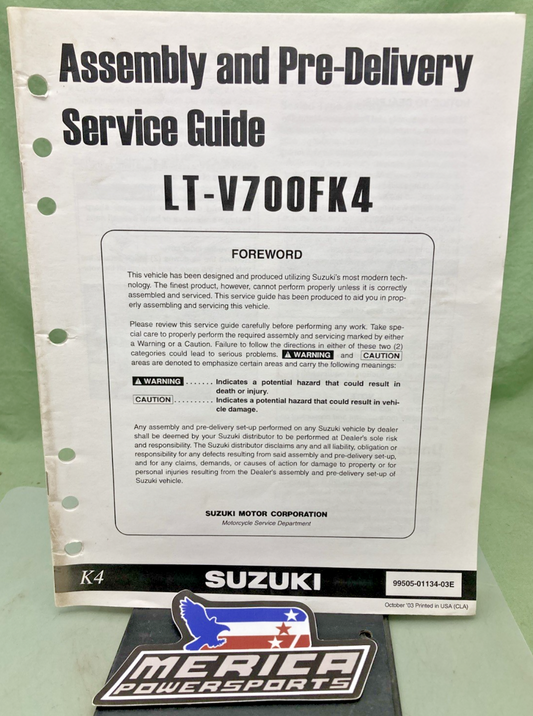 Assembly and Pre-Delivery
Service Guide
LT-V700FK4
FOREWORD
This vehicle has been designed and produced utilizing Suzuki's most modern tech-
nology. The finest product, however, cannot perform properly unless it is correctly
assembled and serviced. This service guide has been produced to aid you in prop-
erly assembling and servicing this vehicle.
Please review this service guide carefully before performing any work. Take spe-
cial care to properly perform the required assembly and servicing marked by either
a Warning or a Caution. Failure to follow the directions in either of these two (2)
categories could lead to serious problems. ⚠ WARNING and CAUTION
areas are denoted to emphasize certain areas and carry the following meanings:
⚠ WARNING ....... Indicates a potential hazard that could result in
death or injury.
CAUTION .......... Indicates a potential hazard that could result in vehi-
cle damage.
Any assembly and pre-delivery set-up performed on any Suzuki vehicle by dealer
shall be deemed by your Suzuki distributor to be performed at Dealer's sole risk
and responsibility. The Suzuki distributor disclaims any and all liability, obligation or
responsibility for any defects resulting from said assembly and pre-delivery set-up,
and for any claims, demands, or causes of action for damage to property or for
personal injuries resulting from the Dealer's assembly and pre-delivery set-up of
Suzuki vehicle.
SUZUKI MOTOR CORPORATION
Motorcycle Service Department
K4 SUZUKI 99505-01134-03E
October '03 Printed in USA (CLA)
MERICA
POWERSPORTS